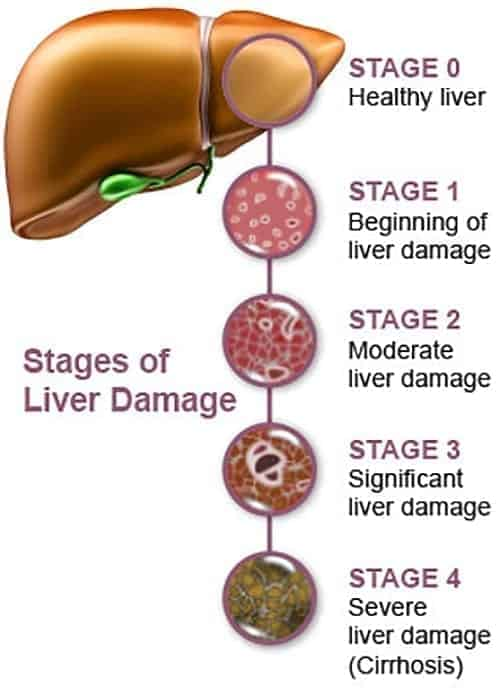 STAGE 0
Healthy liver
STAGE 1
Beginning of
liver damage
STAGE 2
Moderate
liver damage
Stages of
Liver Damage
STAGE 3
Significant
liver damage
STAGE 4
Severe
liver damage
(Cirrhosis)